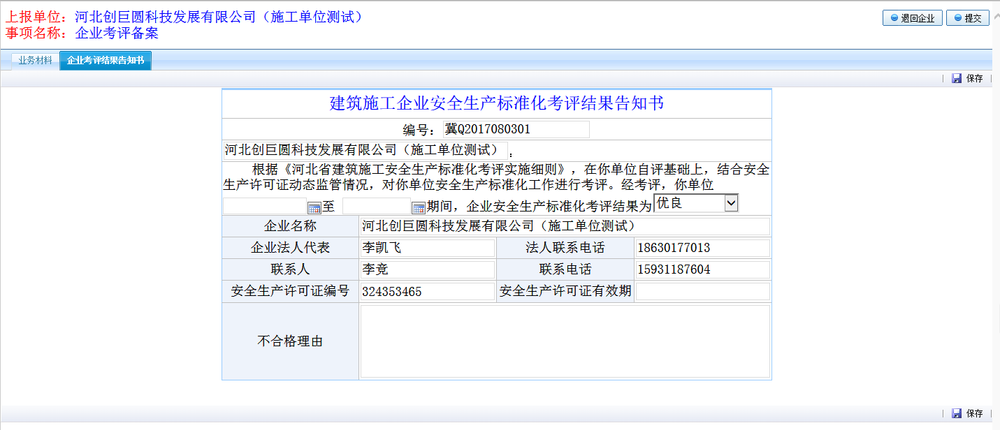 上报单位：河北创巨圆科技发展有限公司（施工单位测试）
退回企业 提交
事项名称：企业考评备案
业务材料 企业考评结果告知书
保存
建筑施工企业安全生产标准化考评结果告知书
编号：冀Q2017080301
河北创巨圆科技发展有限公司（施工单位测试）：
根据《河北省建筑施工安全生产标准化考评实施细则》，在你单位自评基础上，结合安全
生产许可证动态监管情况，对你单位安全生产标准化工作进行考评。经考评，你单位
至 期间，企业安全生产标准化考评结果为 优良
企业名称 河北创巨圆科技发展有限公司（施工单位测试）
企业法人代表 李凯飞 法人联系电话 18630177013
联系人 李竞 联系电话 15931187604
安全生产许可证编号 324353465 安全生产许可证有效期
不合格理由
保存